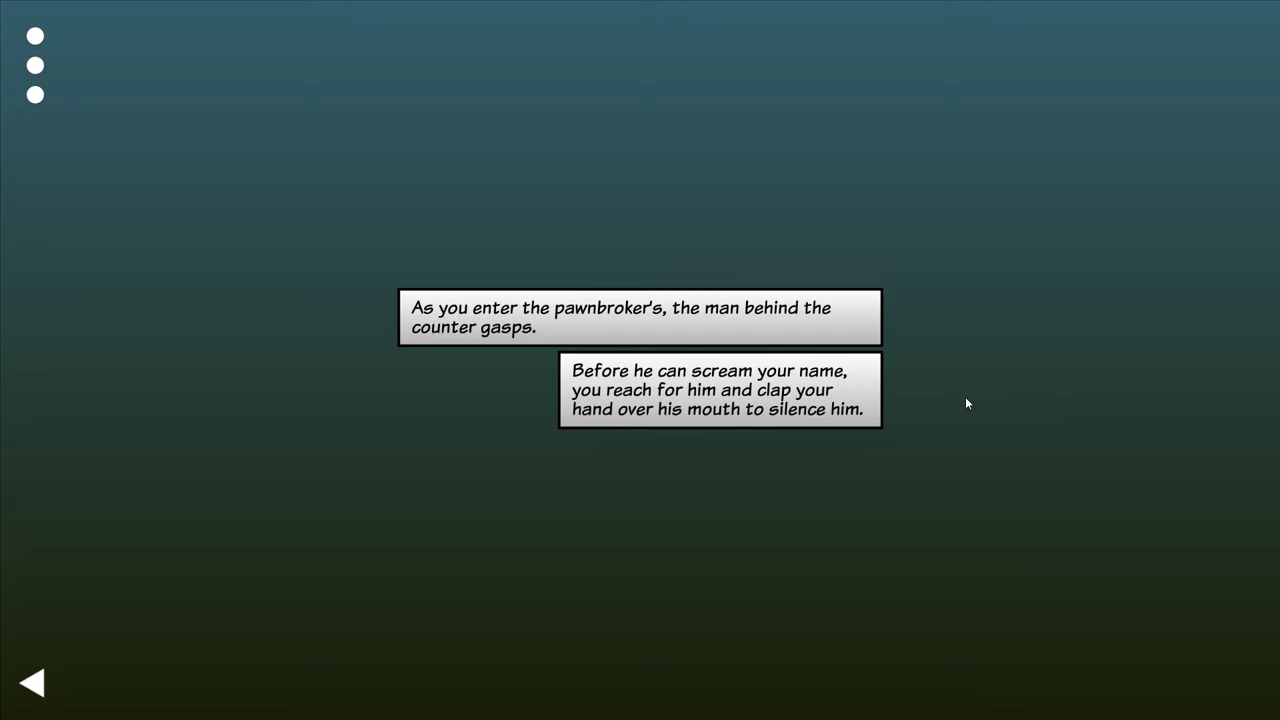 As you enter the pawnbroker's, the man behind the
counter gasps.
Before he can scream your name,
you reach for him and clap your
hand over his mouth to silence him.